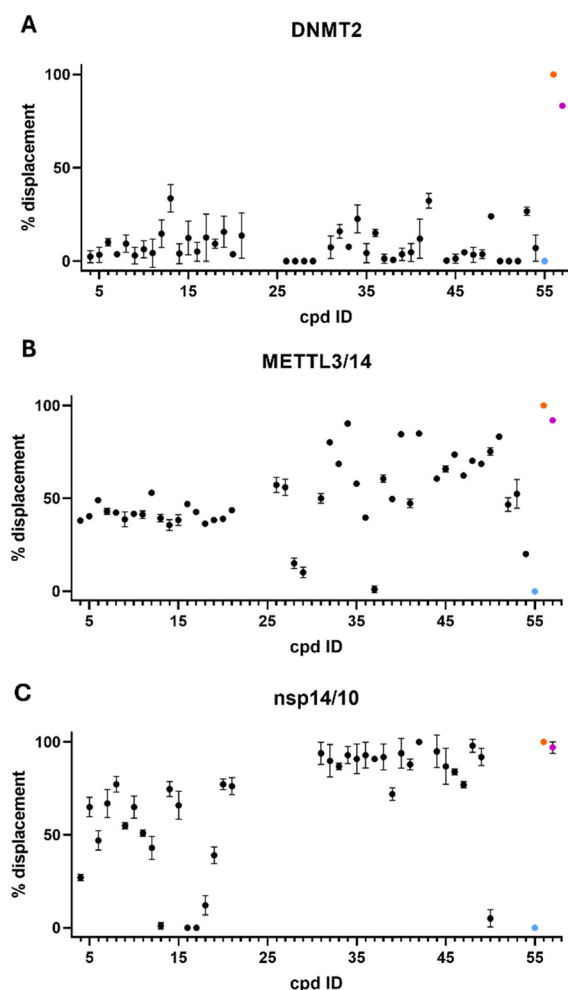 A
DNMT2
100
50
0
% displacement
5 15 25 35 45 55
cpd ID
B
METTL3/14
100
50
0
% displacement
5 15 25 35 45 55
cpd ID
C
nsp14/10
100
50
0
% displacement
5 15 25 35 45 55
cpd ID